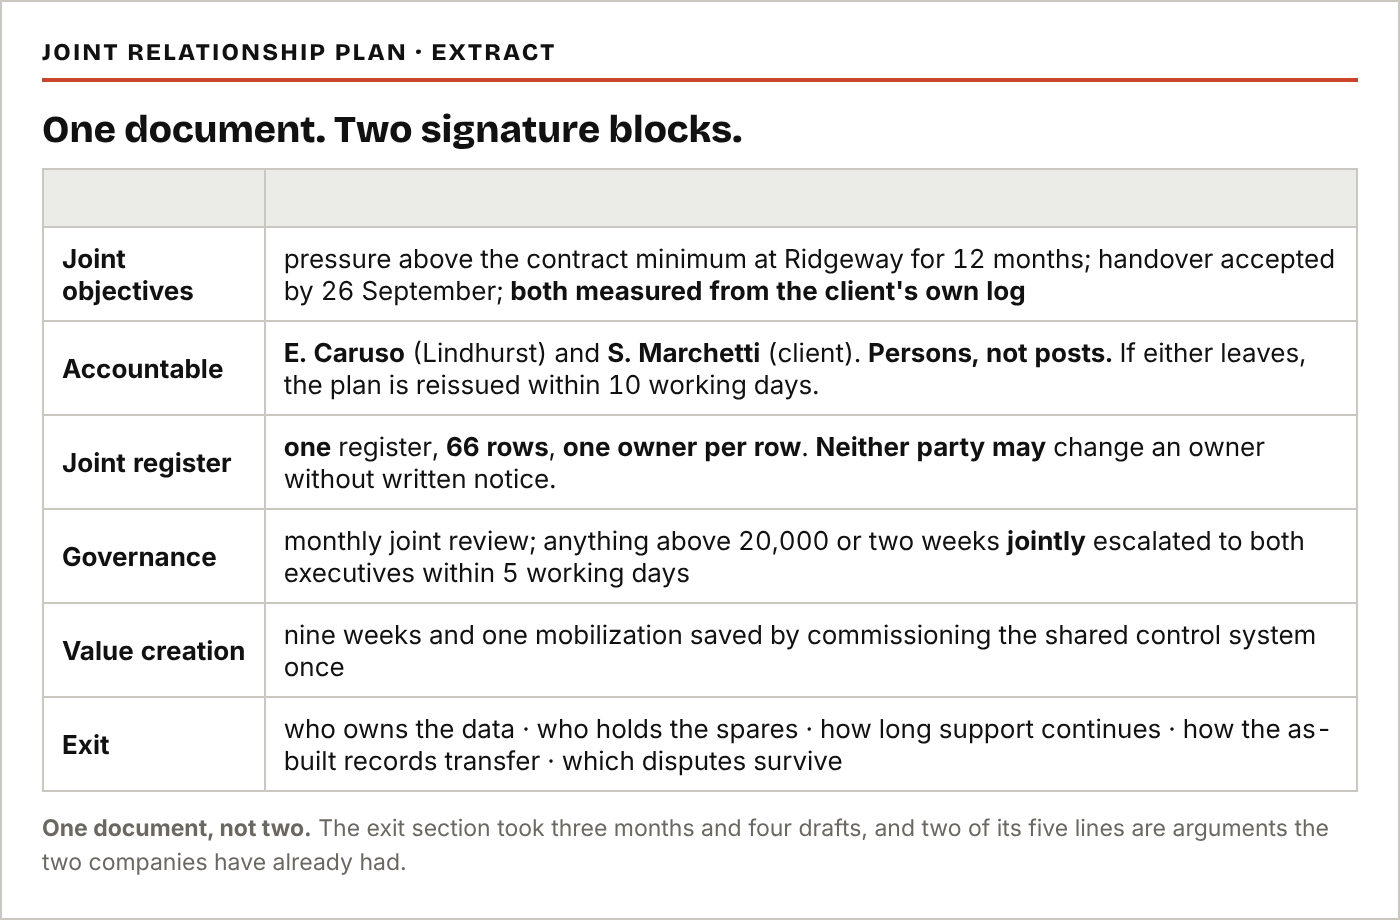 JOINT RELATIONSHIP PLAN · EXTRACT
One document. Two signature blocks.
Joint
objectives
pressure above the contract minimum at Ridgeway for 12 months; handover accepted
by 26 September; both measured from the client's own log
Accountable
E. Caruso (Lindhurst) and S. Marchetti (client). Persons, not posts. If either leaves,
the plan is reissued within 10 working days.
Joint register
one register, 66 rows, one owner per row. Neither party may change an owner
without written notice.
Governance
monthly joint review; anything above 20,000 or two weeks jointly escalated to both
executives within 5 working days
Value creation
nine weeks and one mobilization saved by commissioning the shared control system
once
Exit
who owns the data · who holds the spares · how long support continues · how the as-
built records transfer · which disputes survive
One document, not two. The exit section took three months and four drafts, and two of its five lines are arguments the
two companies have already had.